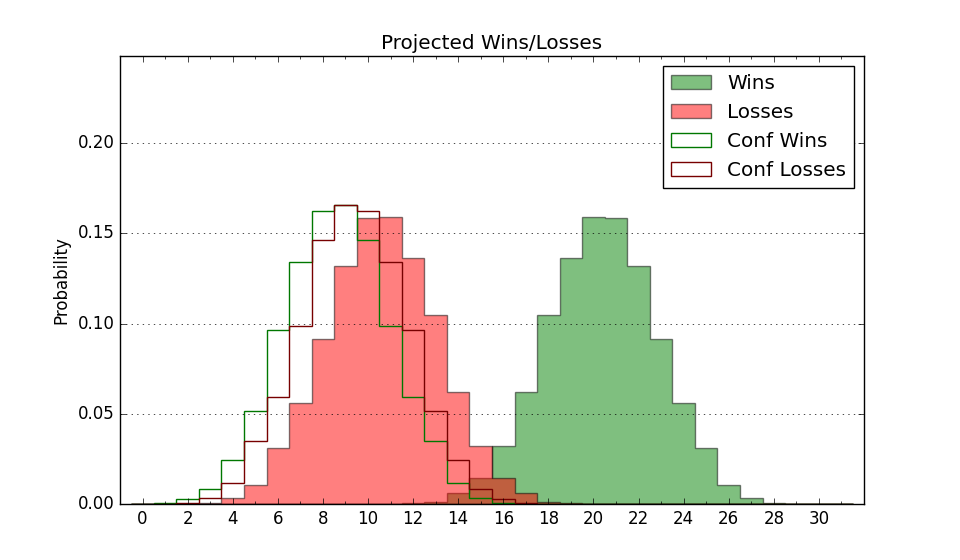 Projected Wins/Losses
Wins
Losses
Conf Wins
Conf Losses
Probability
0.20
0.15
0.10
0.05
0.00
0 2 4 6 8 10 12 14 16 18 20 22 24 26 28 30